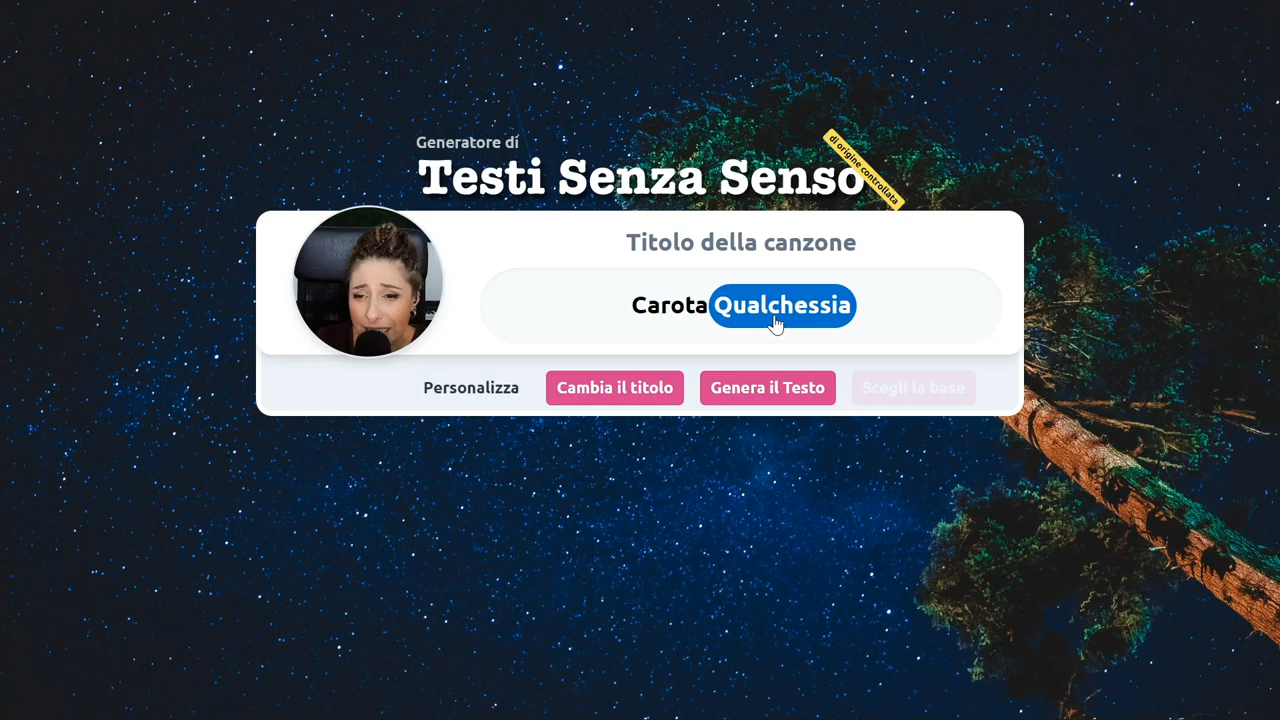 Generatore di
Testi Senza Senso
di origine controllata
Titolo della canzone
Carota Qualchessia
Personalizza
Cambia il titolo
Genera il Testo
Scegli la base